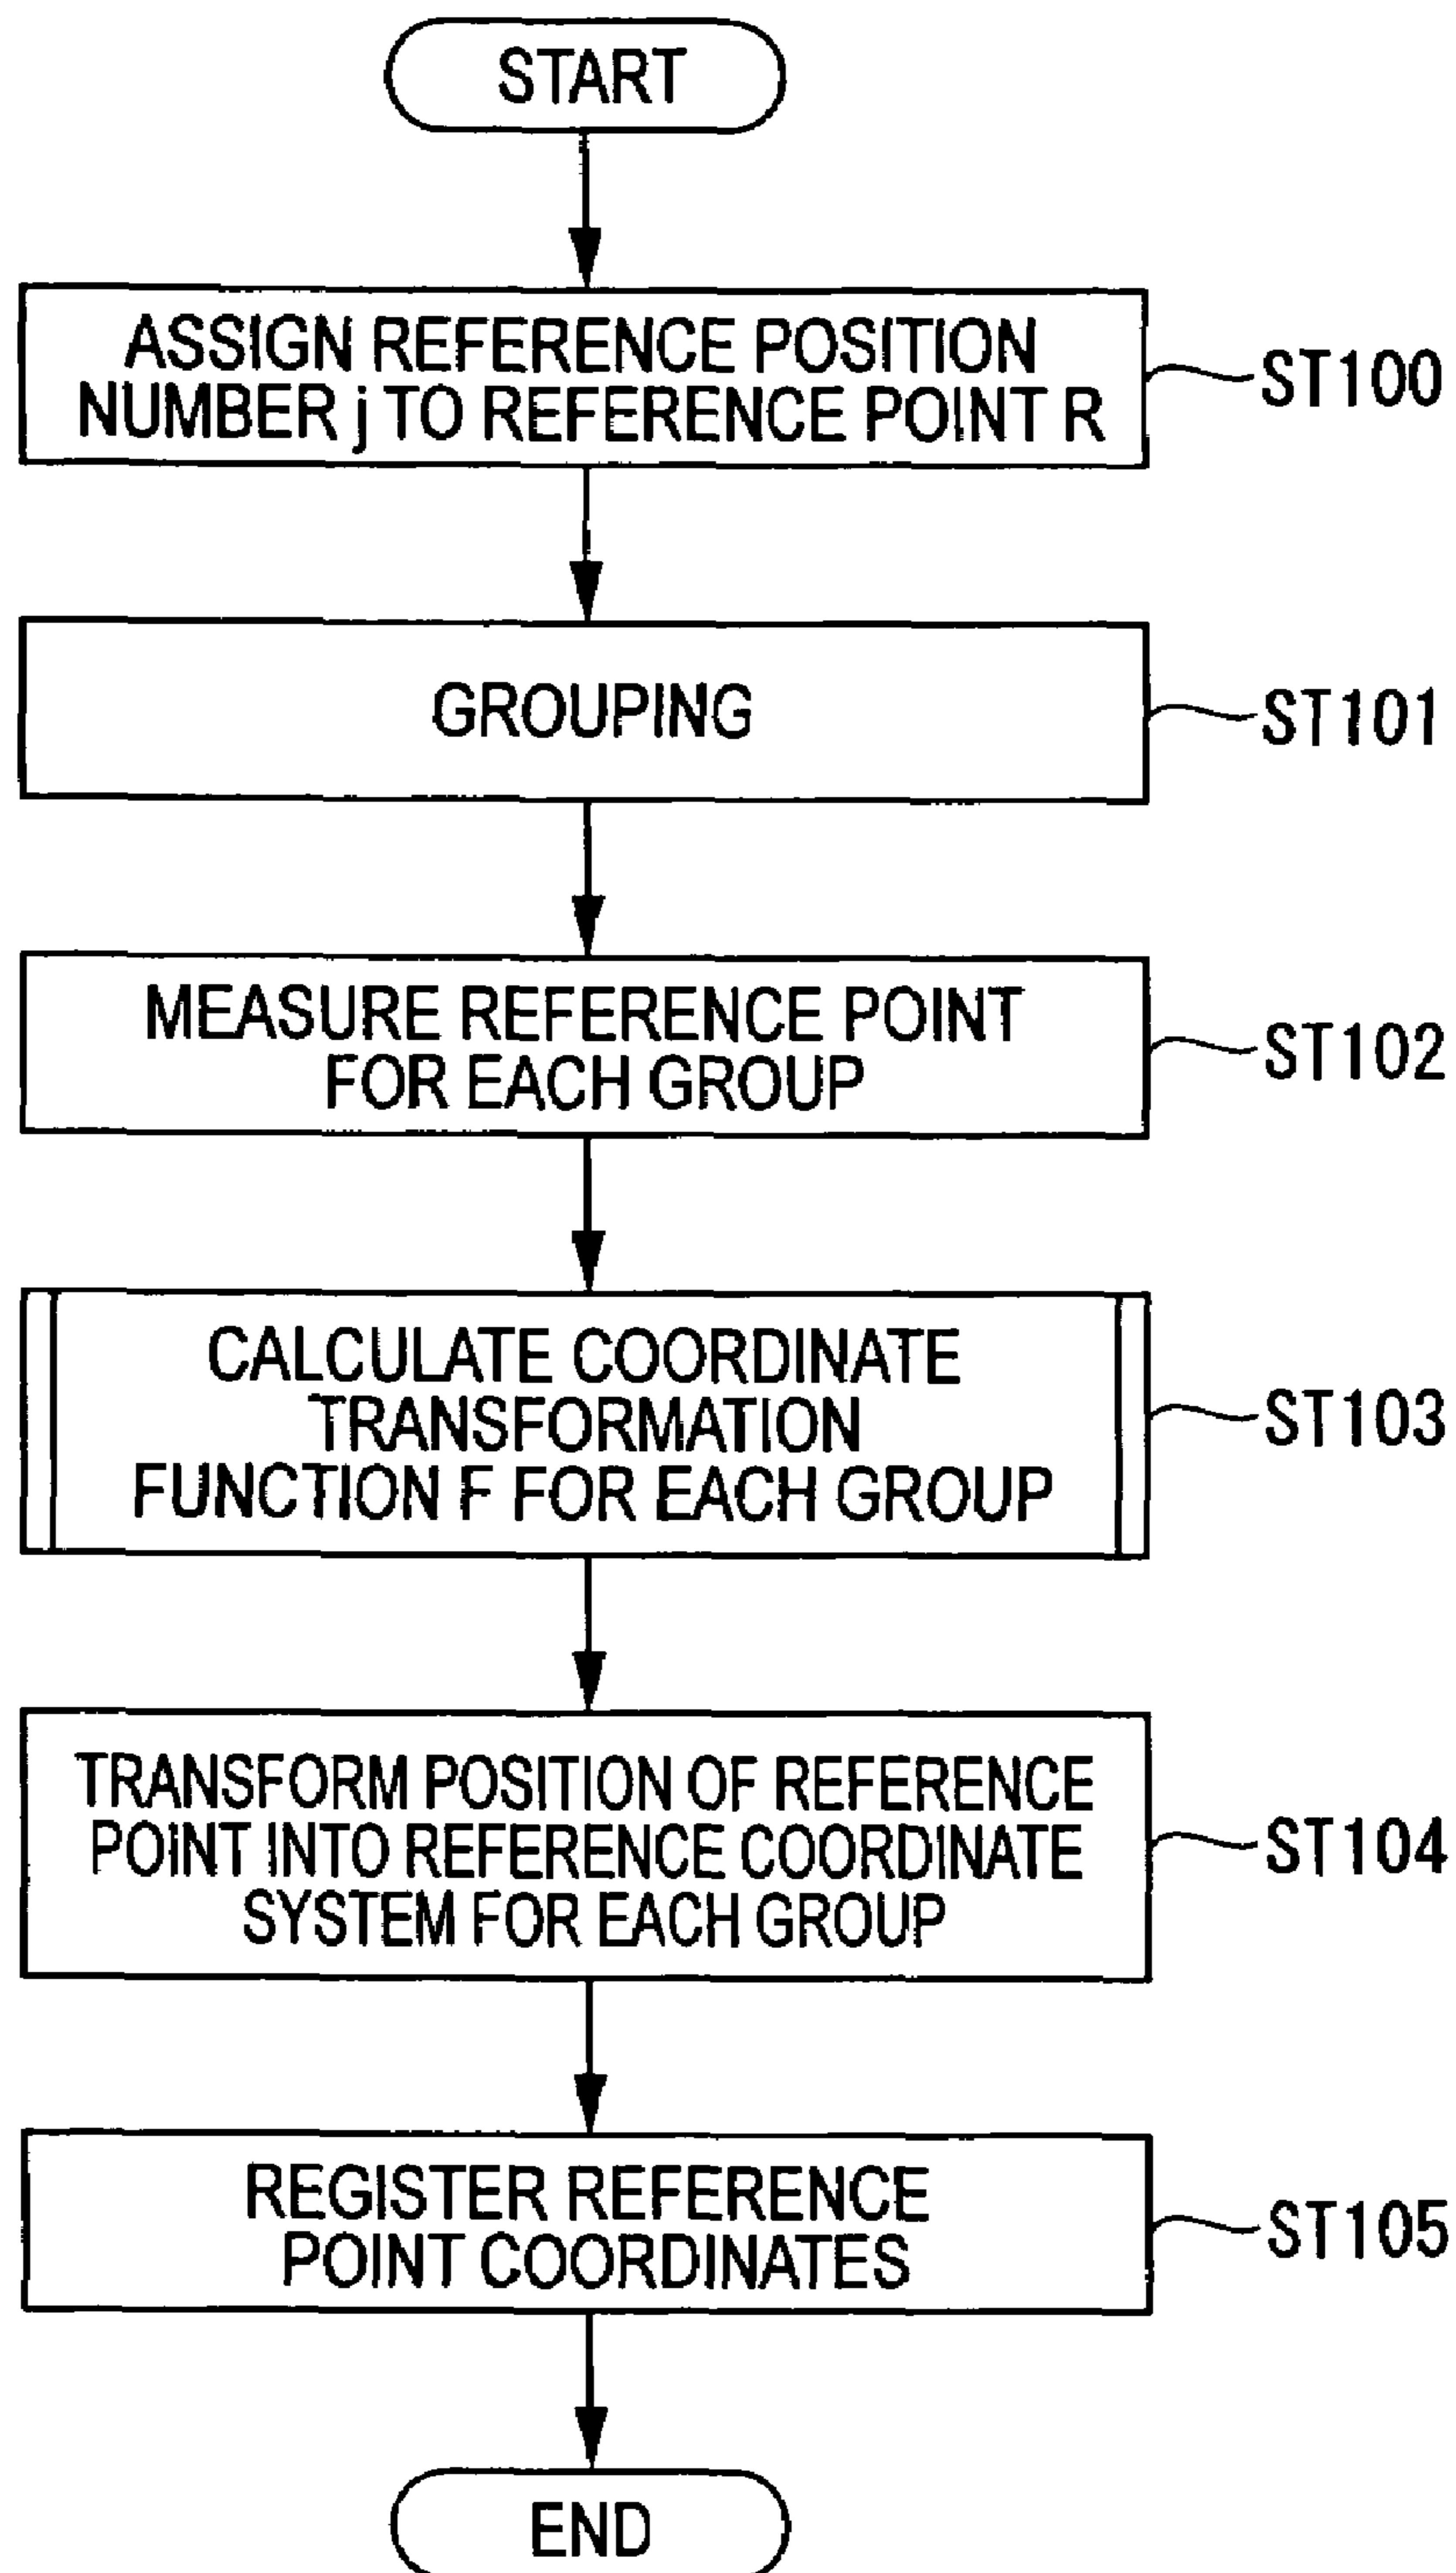 START
ASSIGN REFERENCE POSITION
NUMBER j TO REFERENCE POINT R
ST100
GROUPING
ST101
MEASURE REFERENCE POINT
FOR EACH GROUP
ST102
CALCULATE COORDINATE
TRANSFORMATION
FUNCTION F FOR EACH GROUP
ST103
TRANSFORM POSITION OF REFERENCE
POINT INTO REFERENCE COORDINATE
SYSTEM FOR EACH GROUP
ST104
REGISTER REFERENCE
POINT COORDINATES
ST105
END